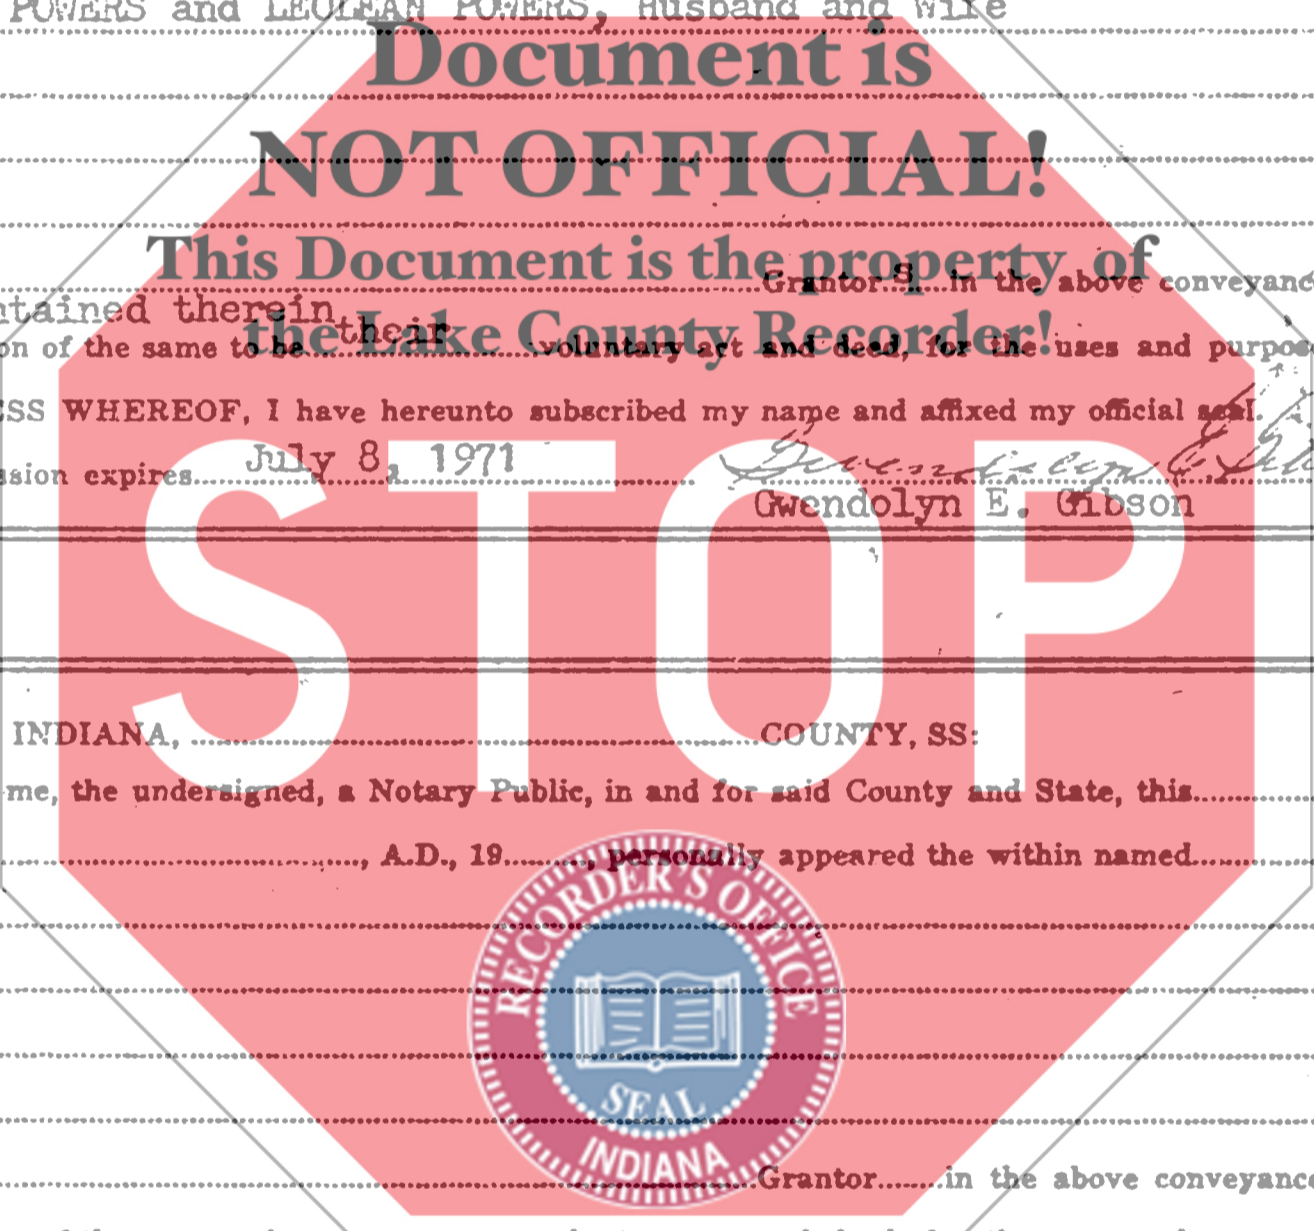 POWERS and LEOLEAN POWERS, Husband and Wife
Document is
NOT OFFICIAL!
This Document is the property of
Grantor s in the above conveyance
ntained therein
the Lake County Recorder!
on of the same to be their voluntary act and deed, for the uses and purpos
ESS WHEREOF, I have hereunto subscribed my name and affixed my official seal.
ssion expires July 8, 1971
Gwendolyn E. Gibson
STOP
INDIANA, COUNTY, SS:
me, the undersigned, a Notary Public, in and for said County and State, this
, A.D., 19 , personally appeared the within named
RECORDER'S OFFICE
SEAL
INDIANA
Grantor in the above conveyance